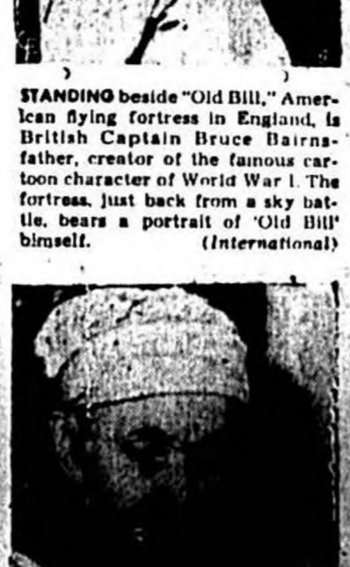 STANDING beside "Old Bill," Amer-
ican flying fortress in England, is
British Captain Bruce Bairns-
father, creator of the famous car-
toon character of World War I. The
fortress, just back from a sky bat-
tle, bears a portrait of 'Old Bill'
himself. (International)